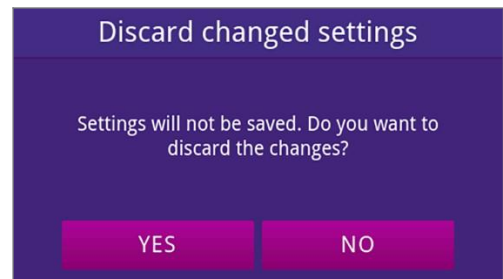 Discard changed settings
Settings will not be saved. Do you want to
discard the changes?
YES
NO